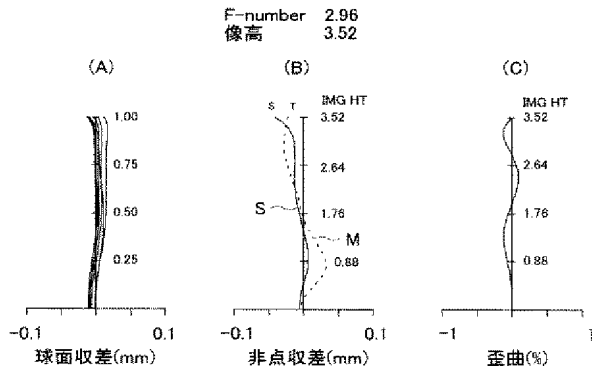 F-number 2.96
像高 3.52
(A) (B) (C)
S T IMG HT IMG HT
1.00 3.52 3.52
0.75 2.64 2.64
S
0.50 1.76 1.76
M
0.25 0.88 0.88
-0.1 0.1 -0.1 0.1 -1 1
球面収差(mm) 非点収差(mm) 歪曲(%)